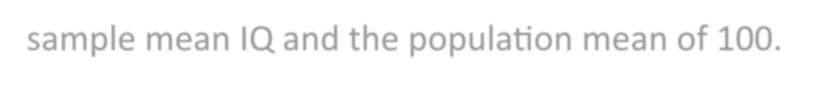 sample mean IQ and the population mean of 100.